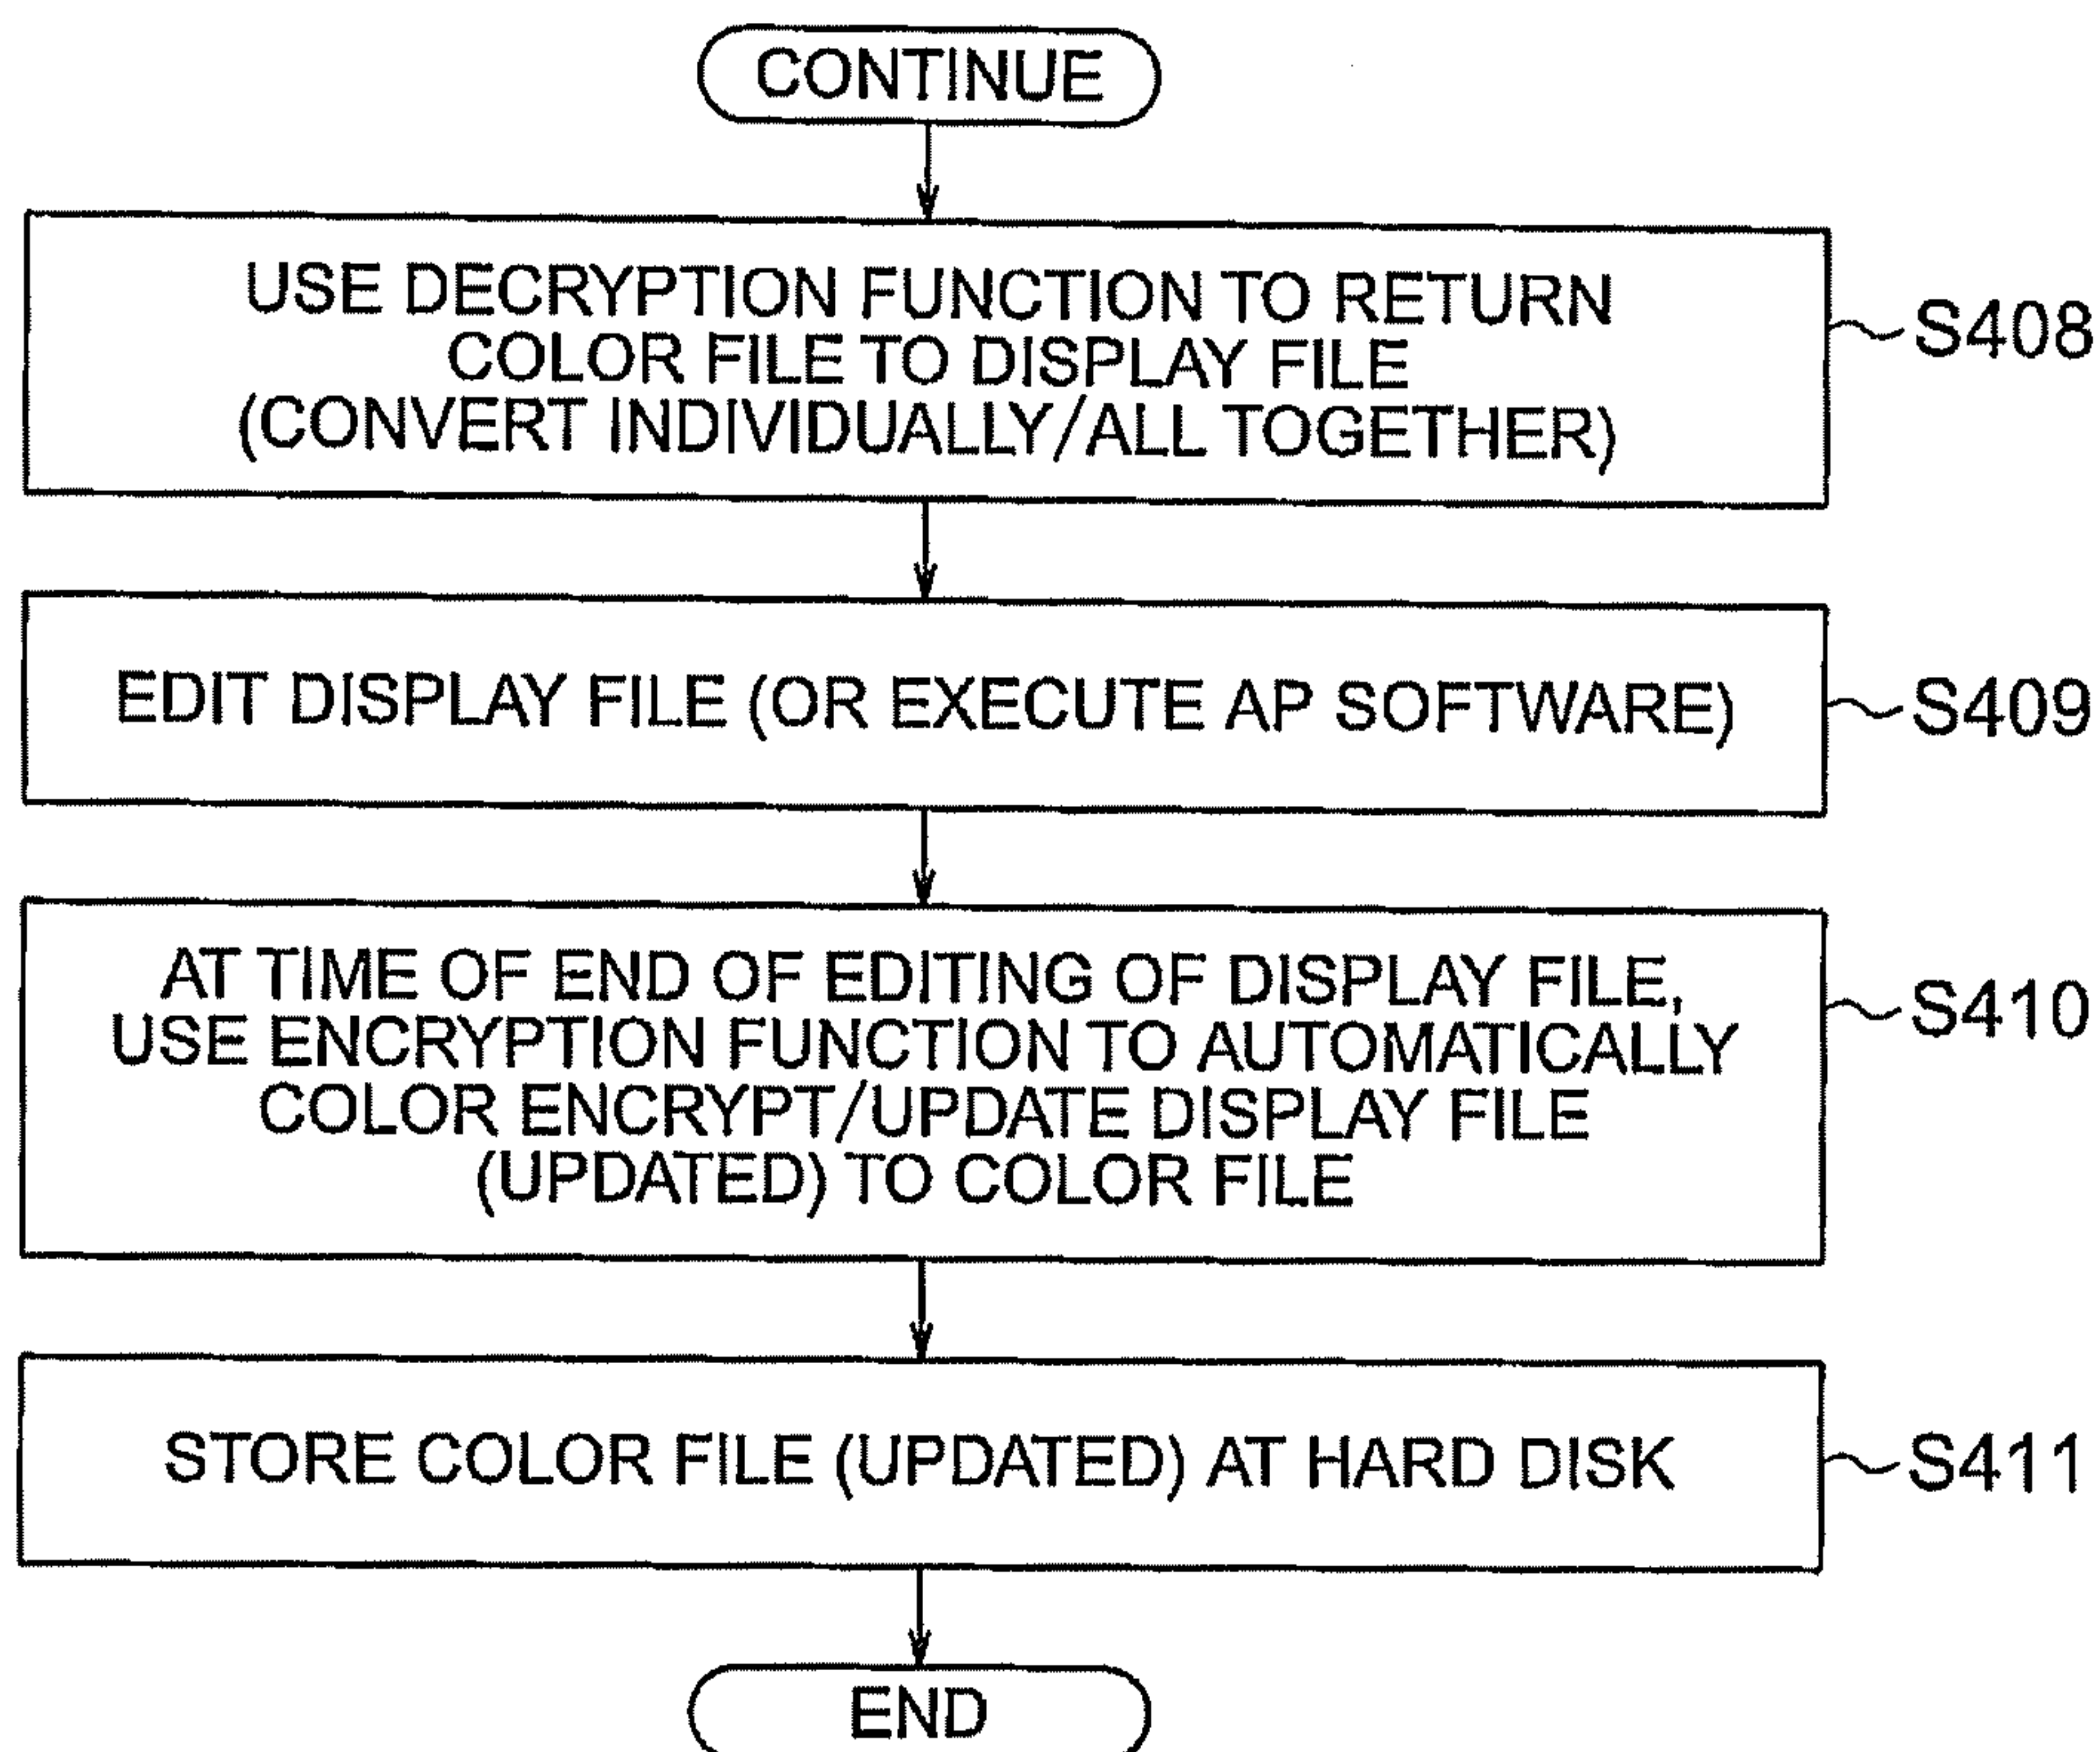 CONTINUE
USE DECRYPTION FUNCTION TO RETURN
COLOR FILE TO DISPLAY FILE
(CONVERT INDIVIDUALLY/ALL TOGETHER)
S408
EDIT DISPLAY FILE (OR EXECUTE AP SOFTWARE)
S409
AT TIME OF END OF EDITING OF DISPLAY FILE,
USE ENCRYPTION FUNCTION TO AUTOMATICALLY
COLOR ENCRYPT/UPDATE DISPLAY FILE
(UPDATED) TO COLOR FILE
S410
STORE COLOR FILE (UPDATED) AT HARD DISK
S411
END